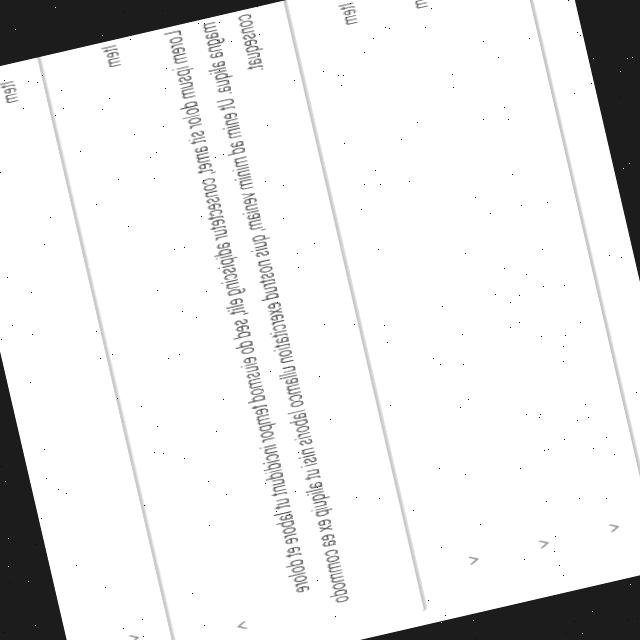 Item
Item
Lorem ipsum dolor sit amet, consectetur adipisicing elit, sed do eiusmod tempor incididunt ut labore et dolore
magna aliqua. Ut enim ad minim veniam, quis nostrud exercitation ullamco laboris nisi ut aliquip ex ea commodo
consequat.
Item